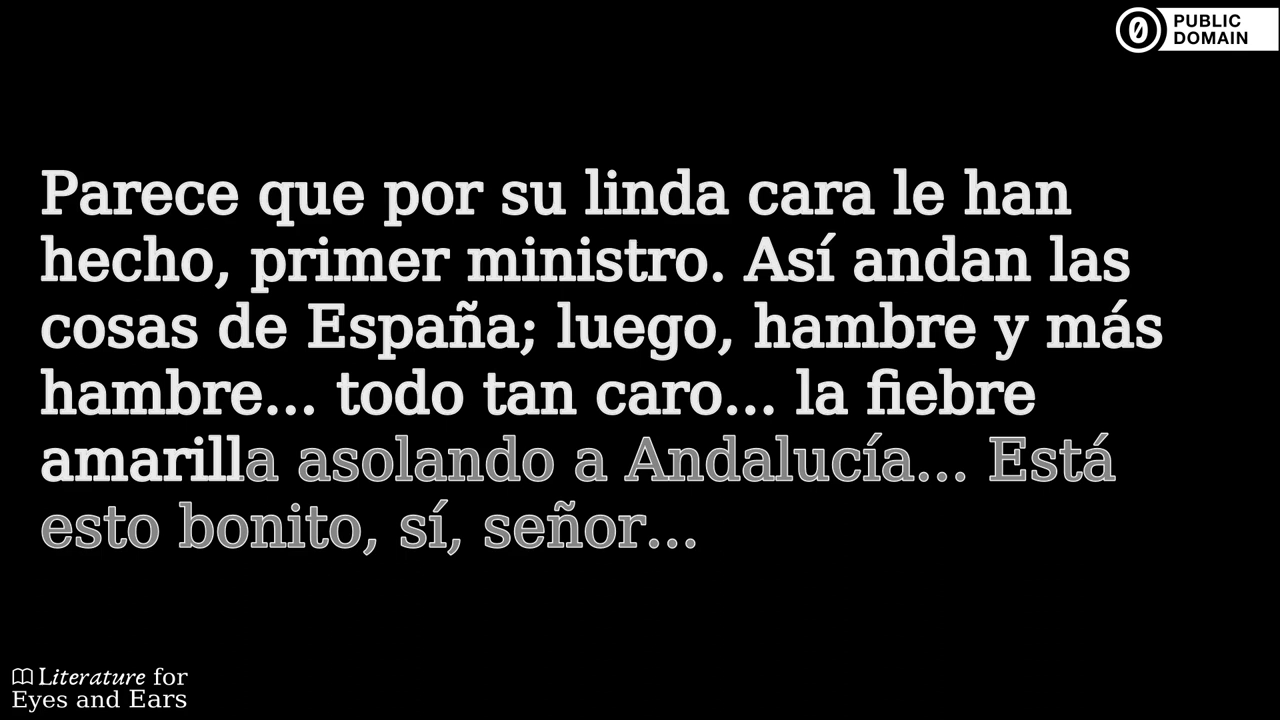 PUBLIC
DOMAIN
Parece que por su linda cara le han
hecho, primer ministro. Así andan las
cosas de España; luego, hambre y más
hambre... todo tan caro... la fiebre
amarilla asolando a Andalucía... Está
esto bonito, sí, señor...
Literature for
Eyes and Ears